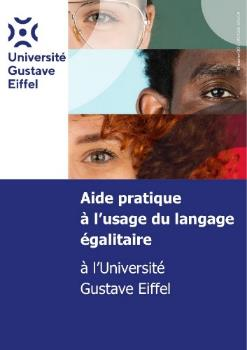 Université
Gustave
Eiffel
Aide pratique
à l'usage du langage
égalitaire
à l'Université
Gustave Eiffel